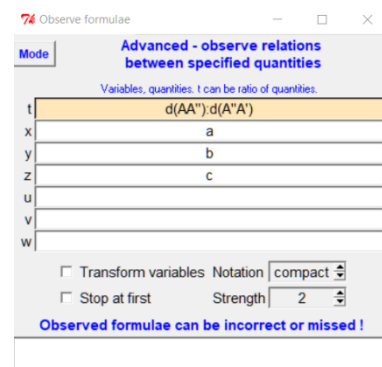 Observe formulae
Mode
Advanced - observe relations
between specified quantities
Variables, quantities. t can be ratio of quantities.
t d(AA"):d(A"A')
x a
y b
z c
u
v
w
Transform variables Notation compact
Stop at first Strength 2
Observed formulae can be incorrect or missed !